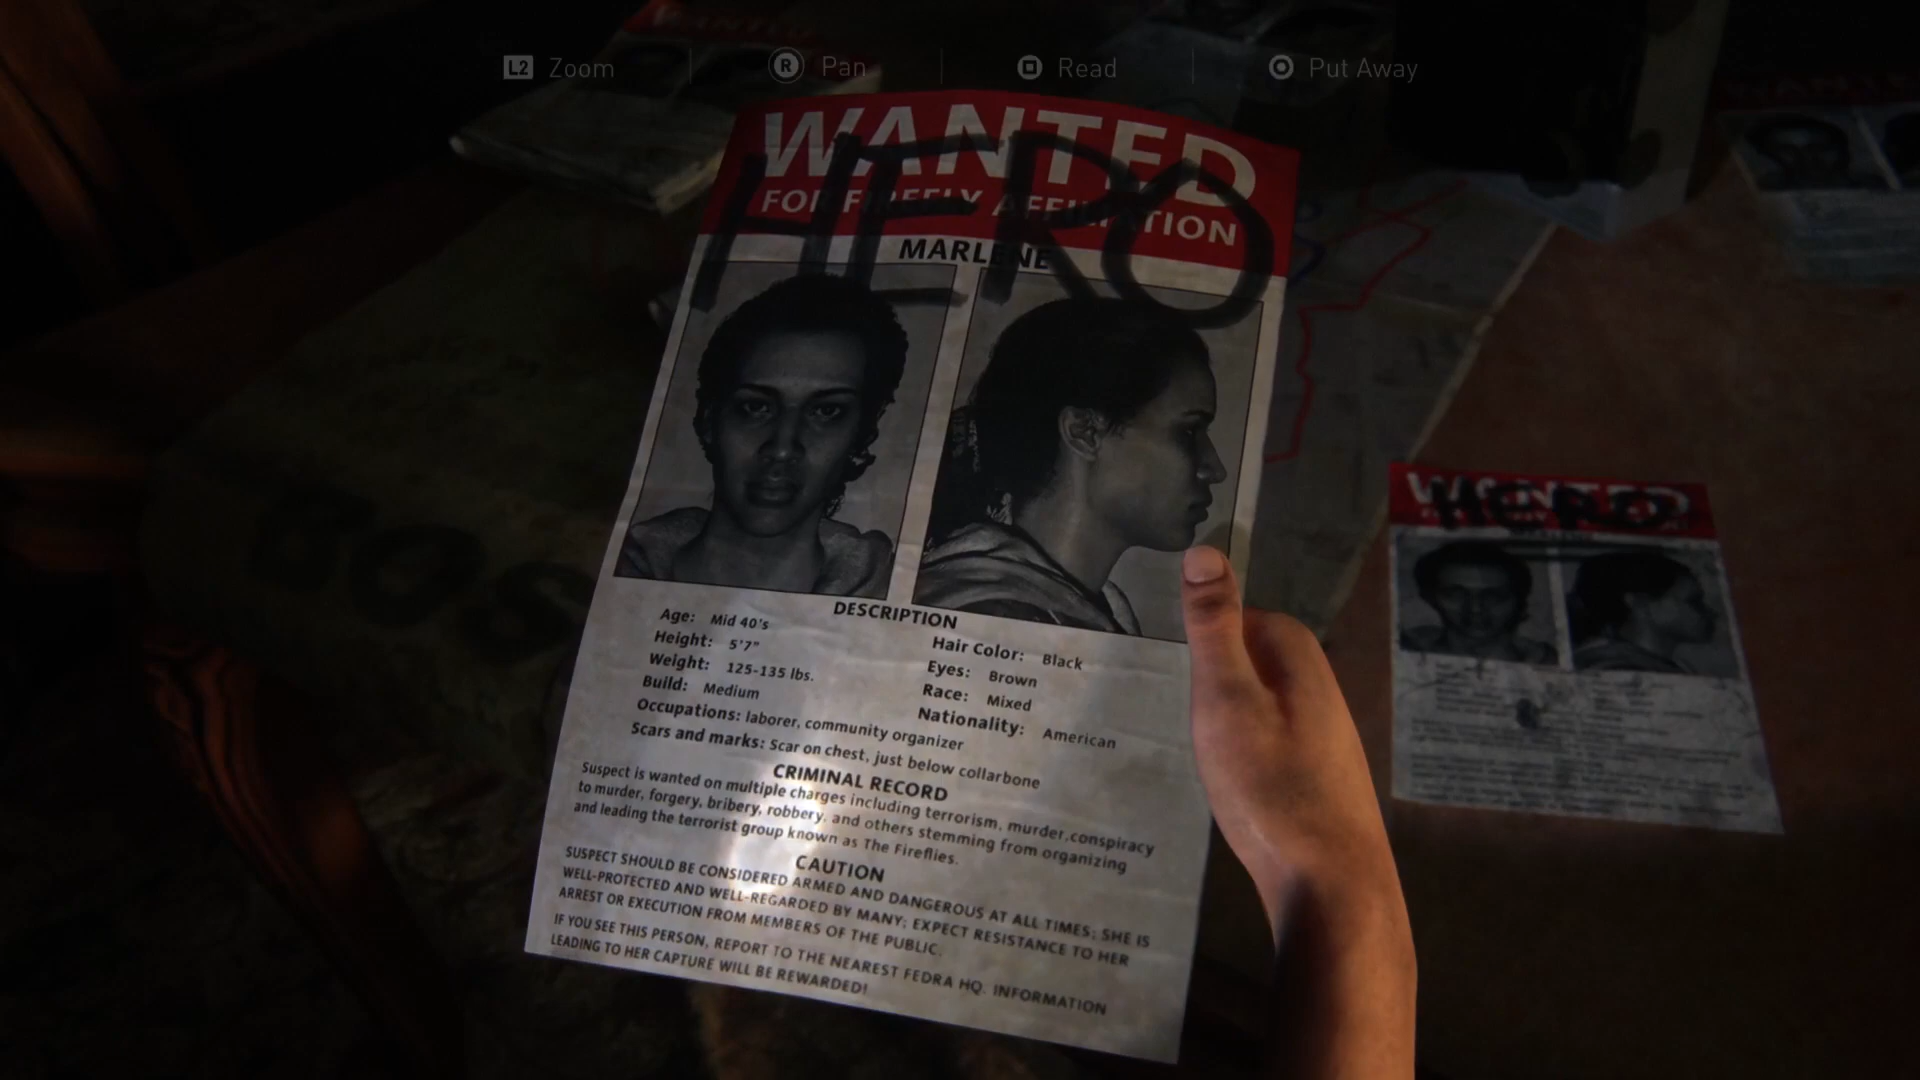 L2 Zoom
R Pan
Read
Put Away
WANTED
HERO
FOR FIREFLY AFFILIATION
MARLENE
DESCRIPTION
Age: Mid 40's
Height: 5'7"
Weight: 125-135 lbs.
Build: Medium
Hair Color: Black
Eyes: Brown
Race: Mixed
Nationality: American
Occupations: laborer, community organizer
Scars and marks: Scar on chest, just below collarbone
CRIMINAL RECORD
Suspect is wanted on multiple charges including terrorism, murder,conspiracy
to murder, forgery, bribery, robbery, and others stemming from organizing
and leading the terrorist group known as The Fireflies.
CAUTION
SUSPECT SHOULD BE CONSIDERED ARMED AND DANGEROUS AT ALL TIMES; SHE IS
WELL-PROTECTED AND WELL-REGARDED BY MANY; EXPECT RESISTANCE TO HER
ARREST OR EXECUTION FROM MEMBERS OF THE PUBLIC.
IF YOU SEE THIS PERSON, REPORT TO THE NEAREST FEDRA HQ. INFORMATION
LEADING TO HER CAPTURE WILL BE REWARDED!
WANTED
HERO